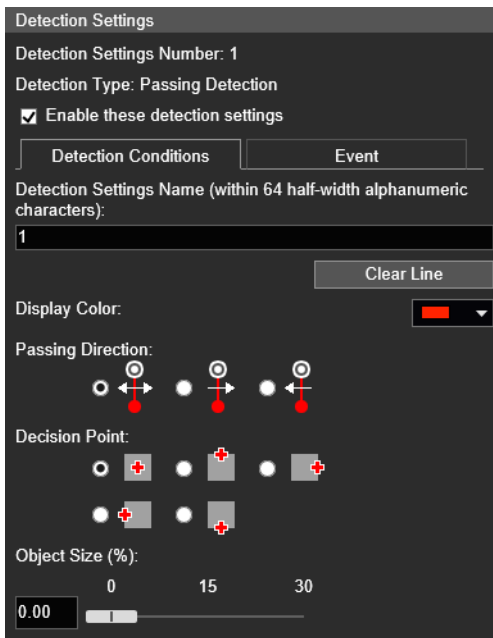 Detection Settings
Detection Settings Number: 1
Detection Type: Passing Detection
Enable these detection settings
Detection Conditions
Event
Detection Settings Name (within 64 half-width alphanumeric
characters):
1
Clear Line
Display Color:
Passing Direction:
Decision Point:
Object Size (%):
0 15 30
0.00